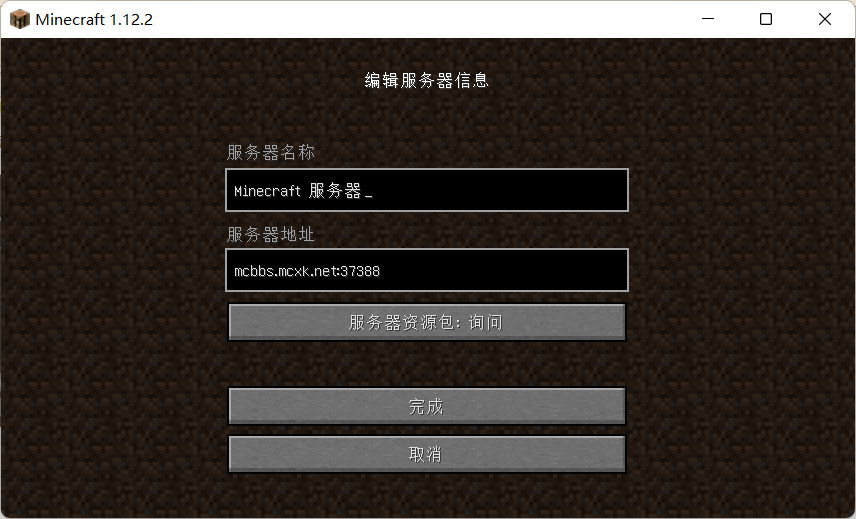 Minecraft 1.12.2
编辑服务器信息
服务器名称
Minecraft 服务器_
服务器地址
mcbbs.mcxk.net:37388
服务器资源包: 询问
完成
取消